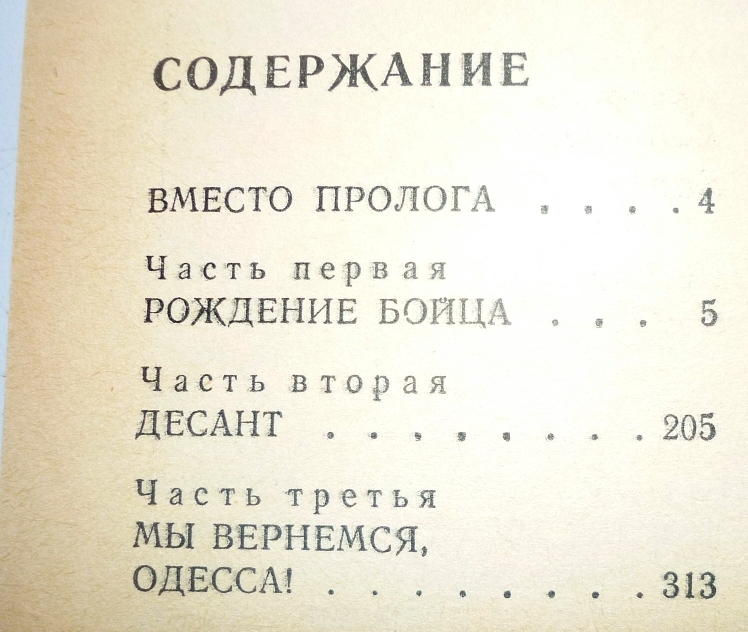 СОДЕРЖАНИЕ
ВМЕСТО ПРОЛОГА . . . . 4
Часть первая
РОЖДЕНИЕ БОЙЦА . . . 5
Часть вторая
ДЕСАНТ . . . . . . . . 205
Часть третья
МЫ ВЕРНЕМСЯ,
ОДЕССА! . . . . . . . . 313